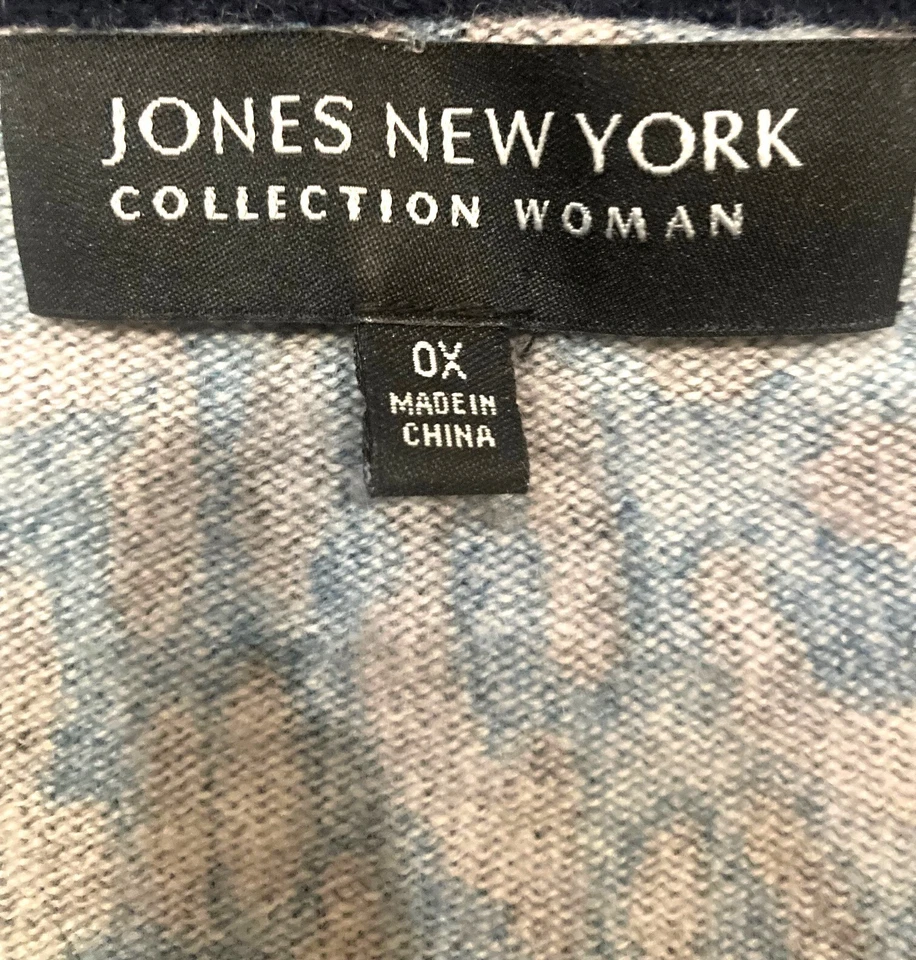 JONES NEW YORK
COLLECTION WOMAN
0X
MADE IN
CHINA